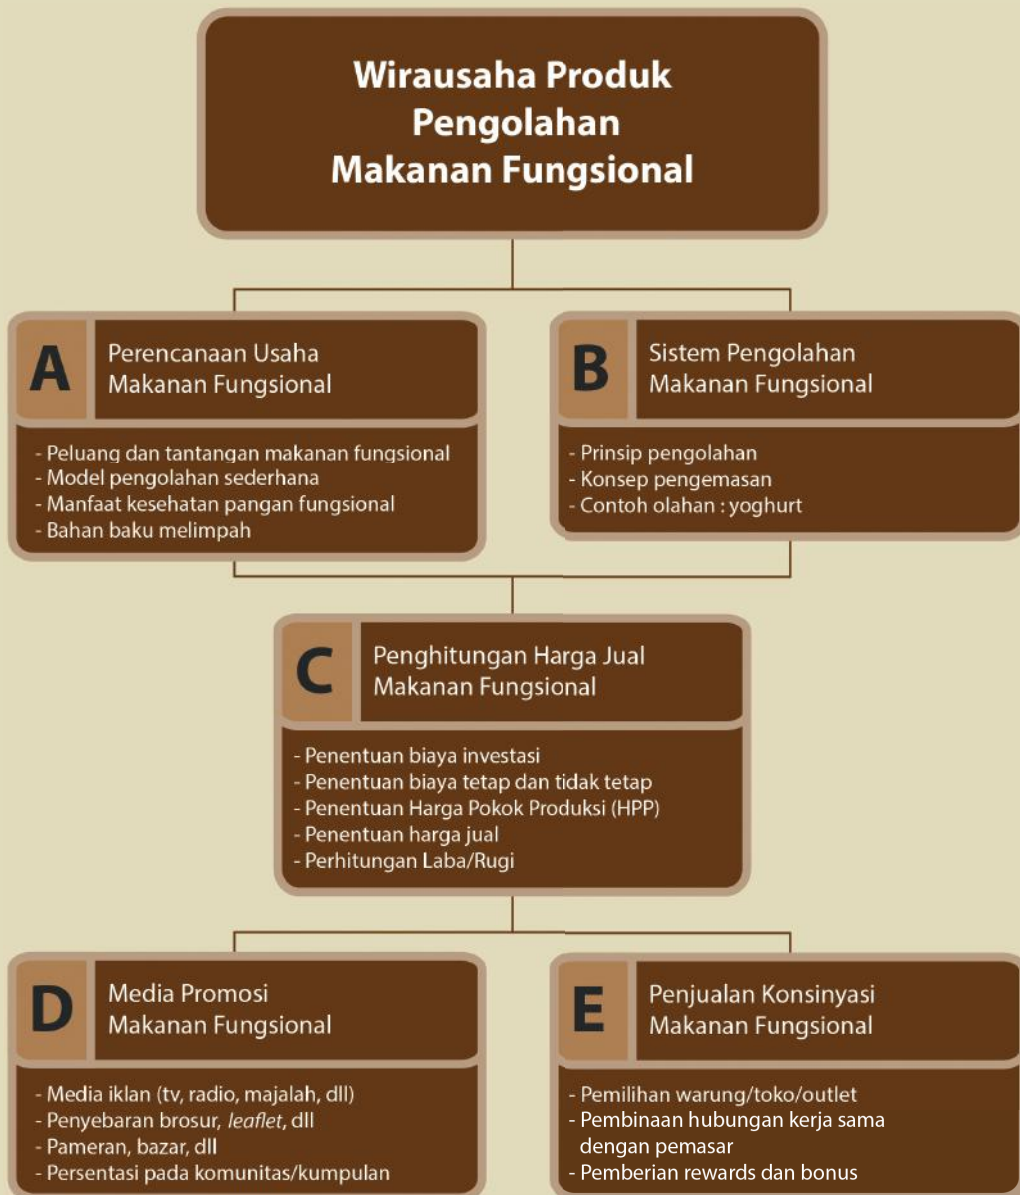 Wirausaha Produk
Pengolahan
Makanan Fungsional
A
Perencanaan Usaha
Makanan Fungsional
- Peluang dan tantangan makanan fungsional
- Model pengolahan sederhana
- Manfaat kesehatan pangan fungsional
- Bahan baku melimpah
B
Sistem Pengolahan
Makanan Fungsional
- Prinsip pengolahan
- Konsep pengemasan
- Contoh olahan : yoghurt
C
Penghitungan Harga Jual
Makanan Fungsional
- Penentuan biaya investasi
- Penentuan biaya tetap dan tidak tetap
- Penentuan Harga Pokok Produksi (HPP)
- Penentuan harga jual
- Perhitungan Laba/Rugi
D
Media Promosi
Makanan Fungsional
- Media iklan (tv, radio, majalah, dll)
- Penyebaran brosur, leaflet, dll
- Pameran, bazar, dll
- Persentasi pada komunitas/kumpulan
E
Penjualan Konsinyasi
Makanan Fungsional
- Pemilihan warung/toko/outlet
- Pembinaan hubungan kerja sama
dengan pemasar
- Pemberian rewards dan bonus